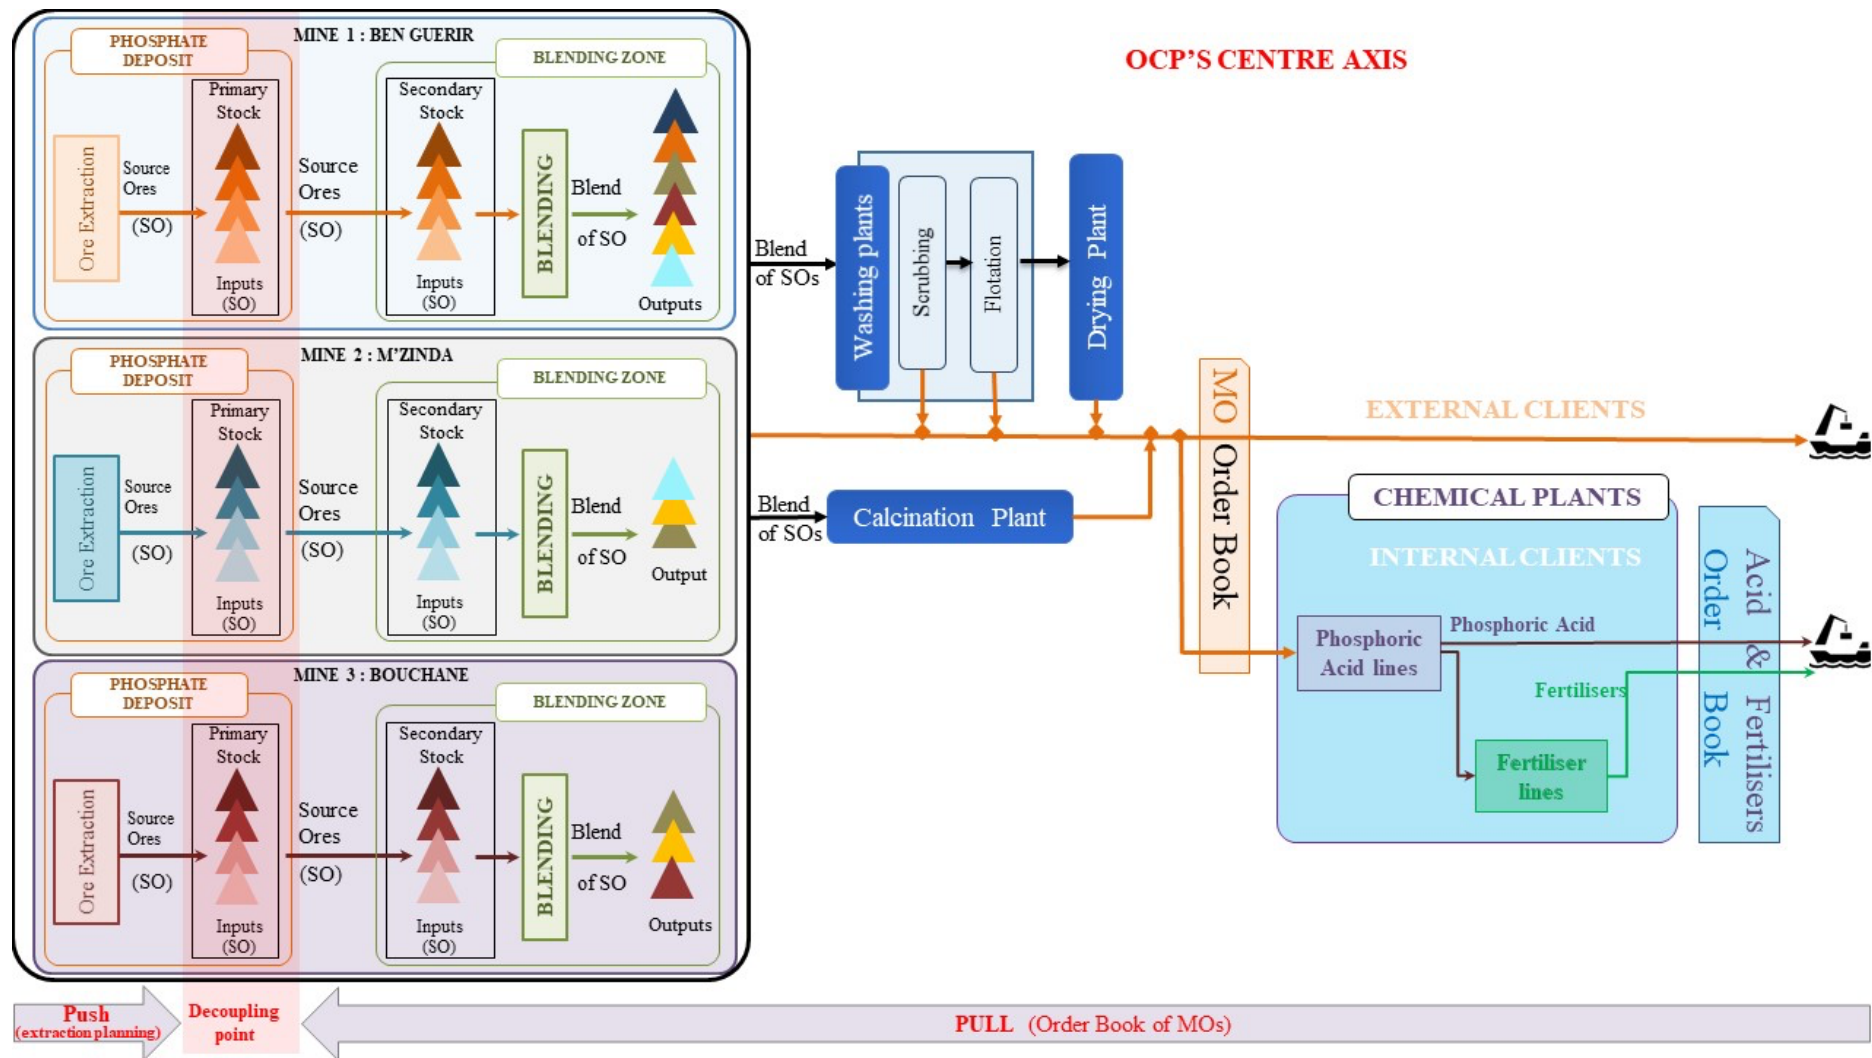 OCP'S CENTRE AXIS
MINE 1 : BEN GUERIR
PHOSPHATE
DEPOSIT
BLENDING ZONE
Ore Extraction
Source
Ores
(SO)
Primary
Stock
Inputs
(SO)
Source
Ores
(SO)
Secondary
Stock
Inputs
(SO)
BLENDING
Blend
of SO
Outputs
MINE 2 : M'ZINDA
PHOSPHATE
DEPOSIT
BLENDING ZONE
Ore Extraction
Source
Ores
(SO)
Primary
Stock
Inputs
(SO)
Source
Ores
(SO)
Secondary
Stock
Inputs
(SO)
BLENDING
Blend
of SO
Output
MINE 3 : BOUCHANE
PHOSPHATE
DEPOSIT
BLENDING ZONE
Ore Extraction
Source
Ores
(SO)
Primary
Stock
Inputs
(SO)
Source
Ores
(SO)
Secondary
Stock
Inputs
(SO)
BLENDING
Blend
of SO
Outputs
Blend
of SOs
Washing plants
Scrubbing
Flotation
Drying Plant
Blend
of SOs
Calcination Plant
MO Order Book
EXTERNAL CLIENTS
CHEMICAL PLANTS
INTERNAL CLIENTS
Phosphoric
Acid lines
Phosphoric Acid
Fertilisers
Fertiliser
lines
Acid & Fertilisers
Order Book
Push
(extraction planning)
Decoupling
point
PULL (Order Book of MOs)